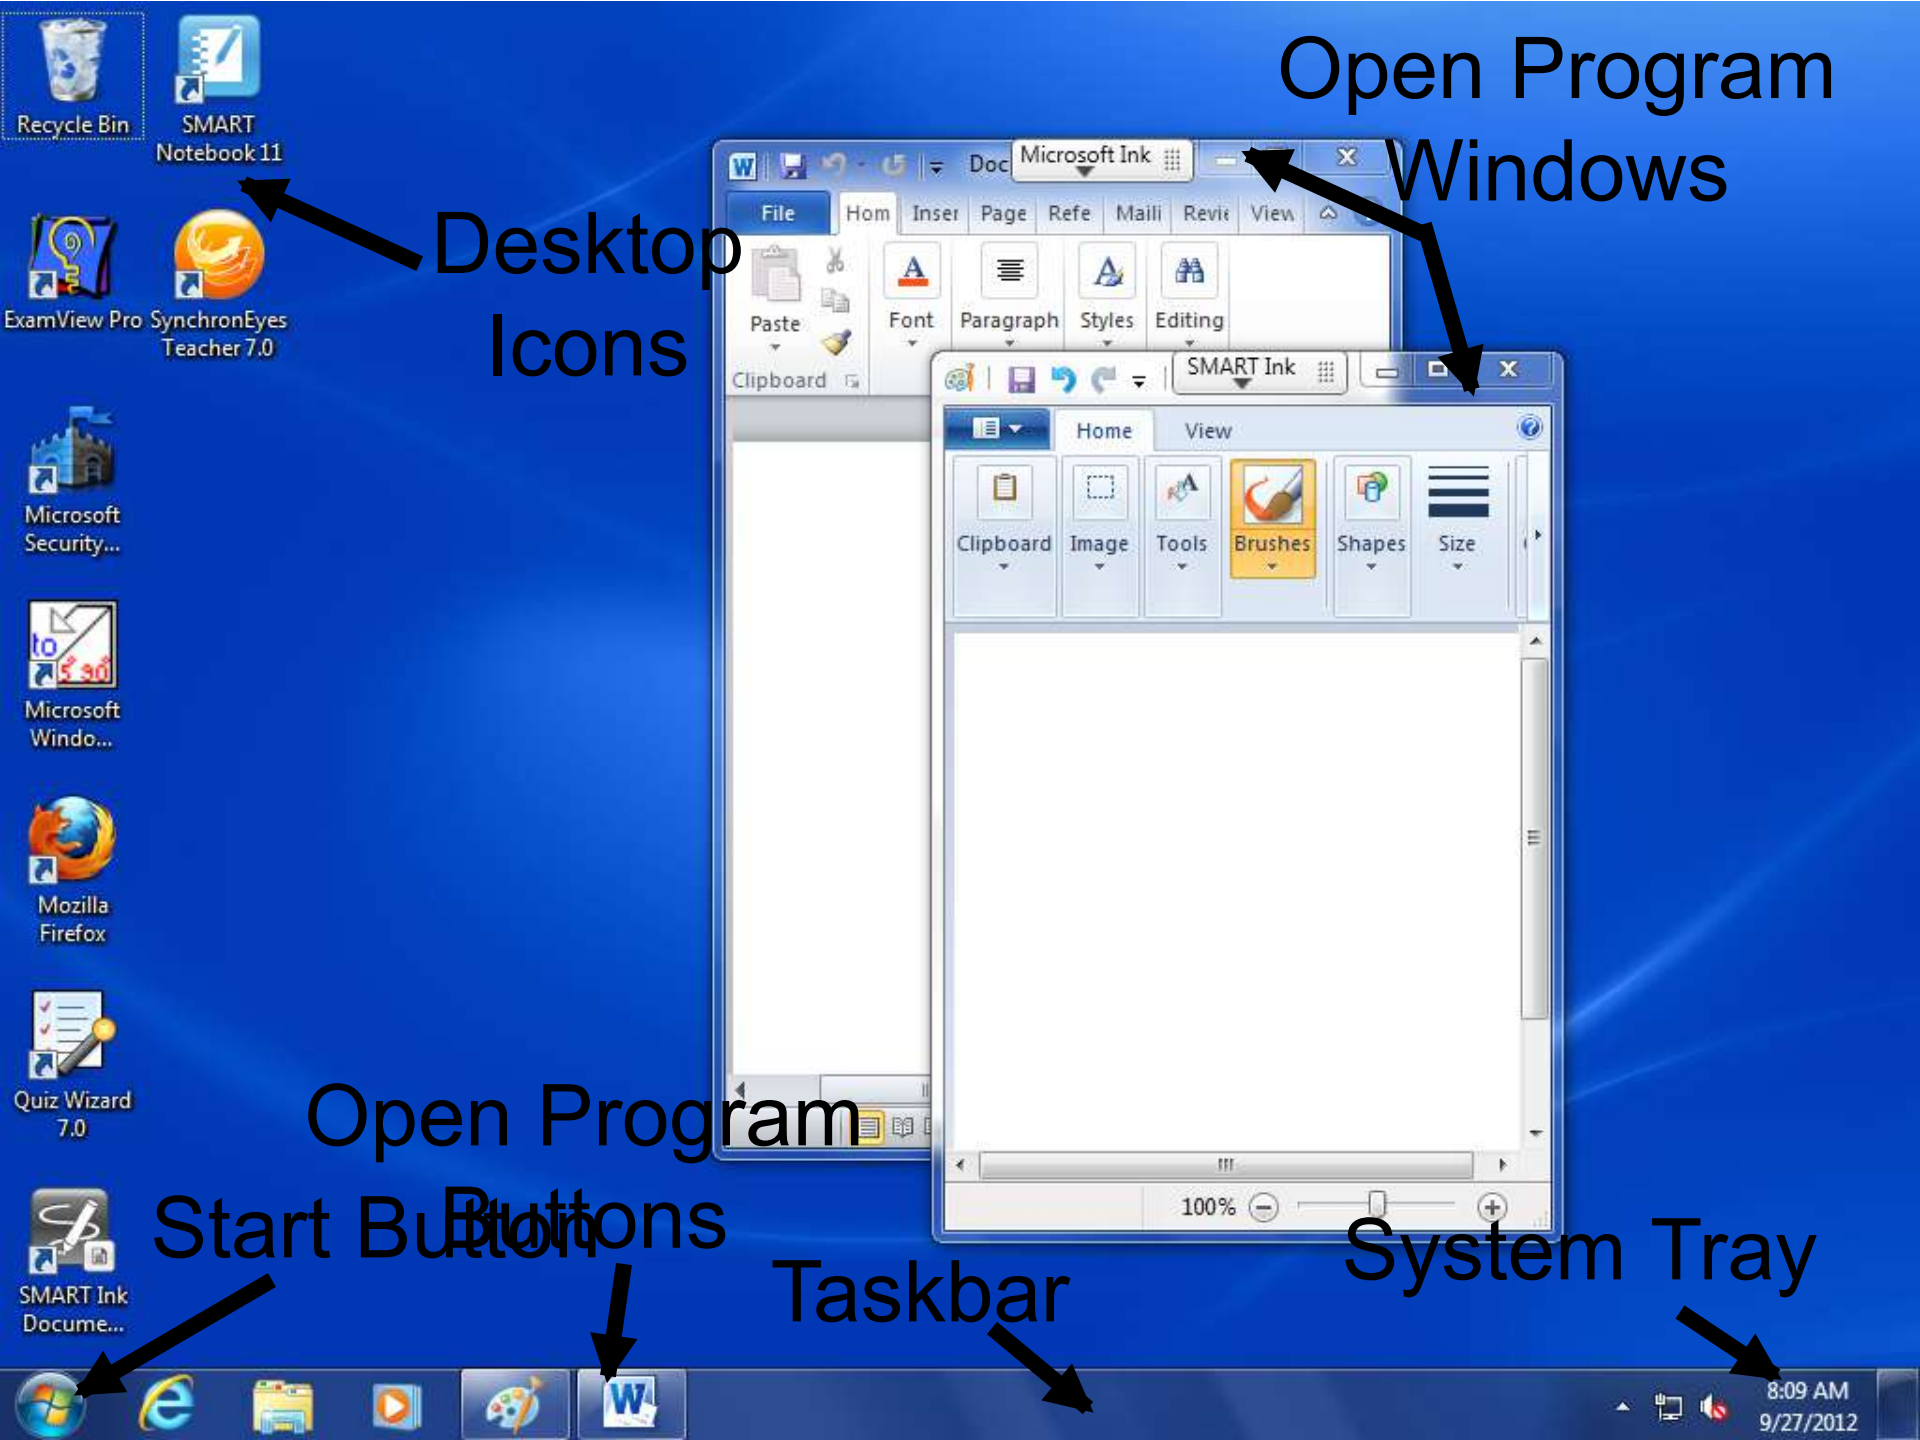 Recycle Bin
SMART
Notebook 11
ExamView Pro
SynchronEyes
Teacher 7.0
Microsoft
Security...
Microsoft
Windo...
Mozilla
Firefox
Quiz Wizard
7.0
SMART Ink
Docume...
Desktop
Icons
Open Program
Windows
Doc
Microsoft Ink
File Hom Inser Page Refe Maili Revie View
Paste
Font Paragraph Styles Editing
Clipboard
SMART Ink
Home View
Clipboard Image Tools Brushes Shapes Size
100%
Open Program
Buttons
Start Button
Taskbar
System Tray
8:09 AM
9/27/2012